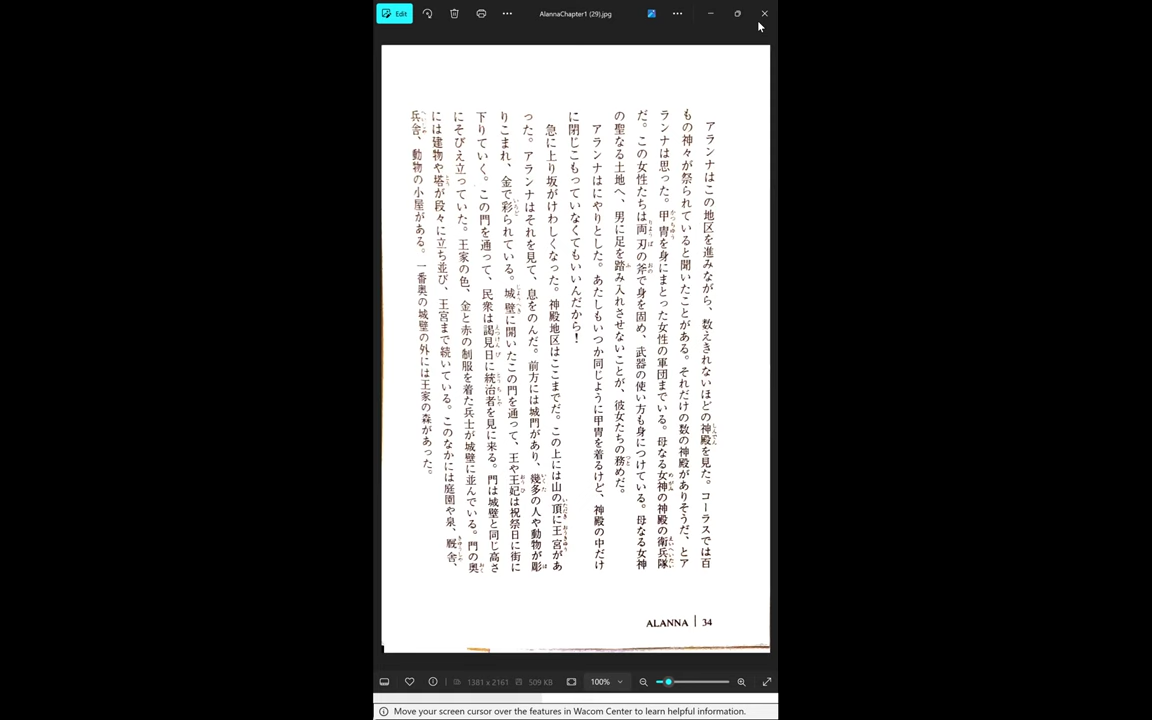 Edit
AlannaChapter1 (29).jpg
アランナはこの地区を進みながら、数えきれないほどの神殿を見た。コーラスでは百
もの神々が祭られていると聞いたことがある。それだけの数の神殿がありそうだ、とア
ランナは思った。甲冑を身にまとった女性の軍団までいる。母なる女神の神殿の衛兵隊
だ。この女性たちは両刃の斧で身を固め、武器の使い方も身につけている。母なる女神
の聖なる土地へ、男に足を踏み入れさせないことが、彼女たちの務めだ。
アランナはにやりとした。あたしもいつか同じように甲冑を着るけど、神殿の中だけ
に閉じこもっていなくてもいいんだから！
急に上り坂がけわしくなった。神殿地区はここまでだ。この上には山の頂に王宮があ
った。アランナはそれを見て、息をのんだ。前方には城門があり、幾多の人や動物が彫
りこまれ、金で彩られている。城壁に開いたこの門を通って、王や王妃は祝祭日に街に
下りていく。この門を通って、民衆は謁見日に統治者を見に来る。門は城壁と同じ高さ
にそびえ立っていた。王家の色、金と赤の制服を着た兵士が城壁に並んでいる。門の奥
には建物や塔が段々に立ち並び、王宮まで続いている。このなかには庭園や泉、厩舎、
兵舎、動物の小屋がある。一番奥の城壁の外には王家の森があった。
ALANNA | 34
1381 x 2161 509 KB 100%
Move your screen cursor over the features in Wacom Center to learn helpful information.